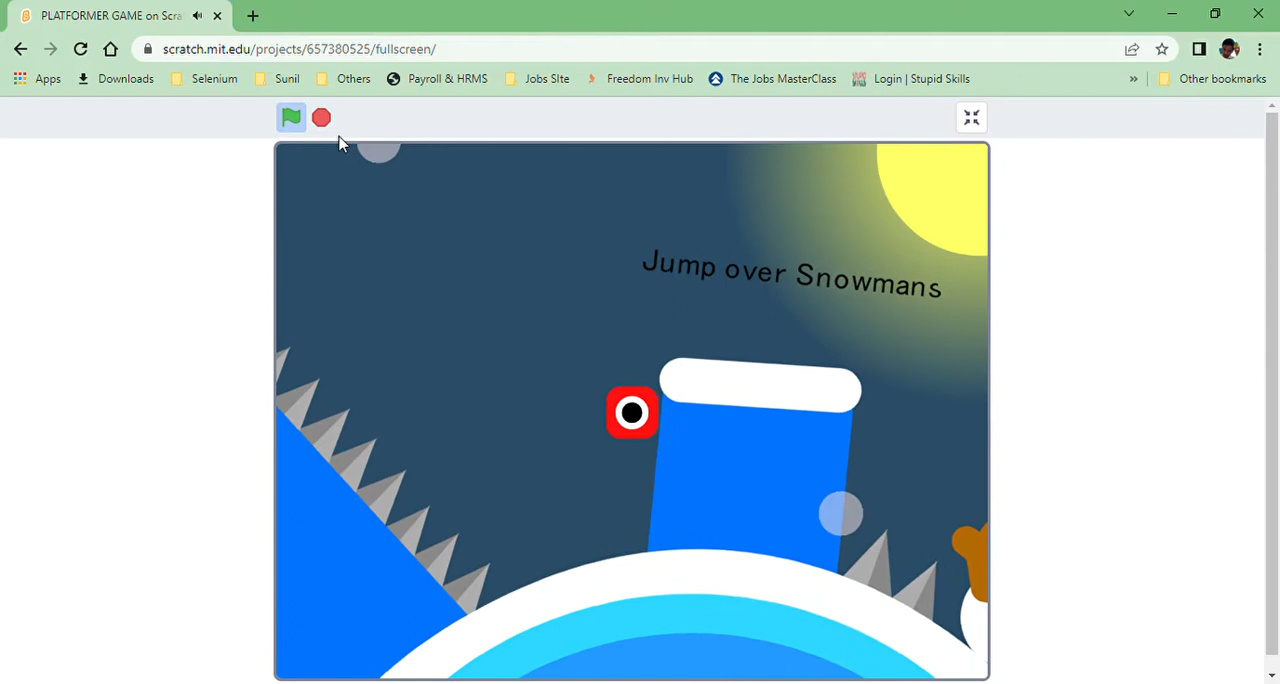 PLATFORMER GAME on Scra
scratch.mit.edu/projects/657380525/fullscreen/
Apps Downloads Selenium Sunil Others Payroll & HRMS Jobs SIte Freedom Inv Hub The Jobs MasterClass Login | Stupid Skills » Other bookmarks
Jump over Snowmans